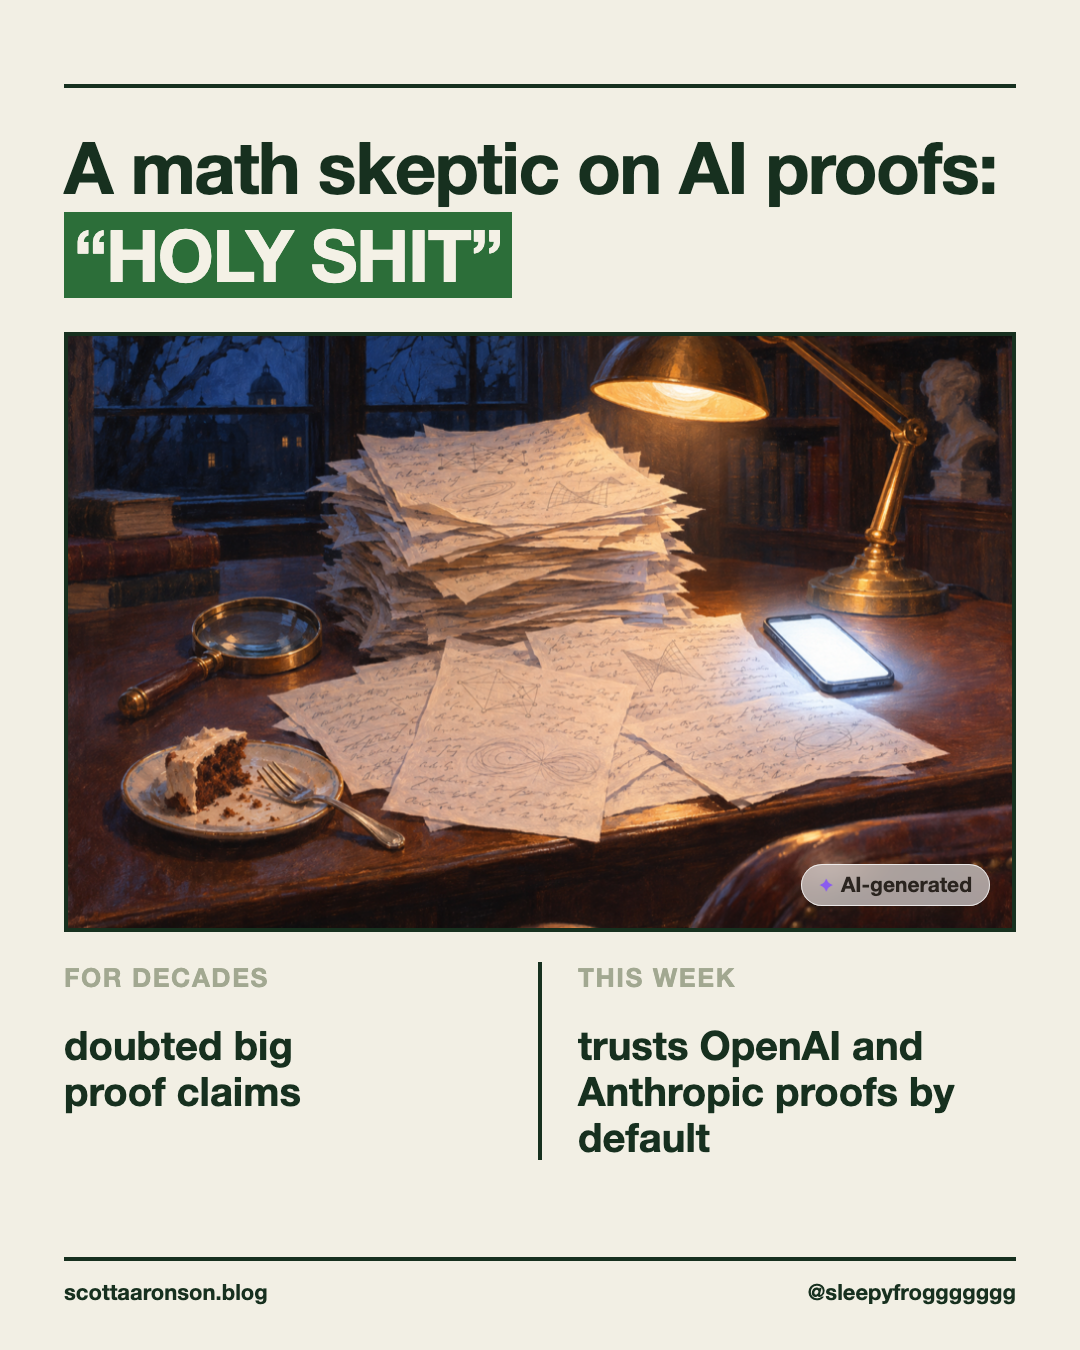 A math skeptic on AI proofs:
“HOLY SHIT”
✦ AI-generated
FOR DECADES
doubted big
proof claims
THIS WEEK
trusts OpenAI and
Anthropic proofs by
default
scottaaronson.blog
@sleepyfroggggggg